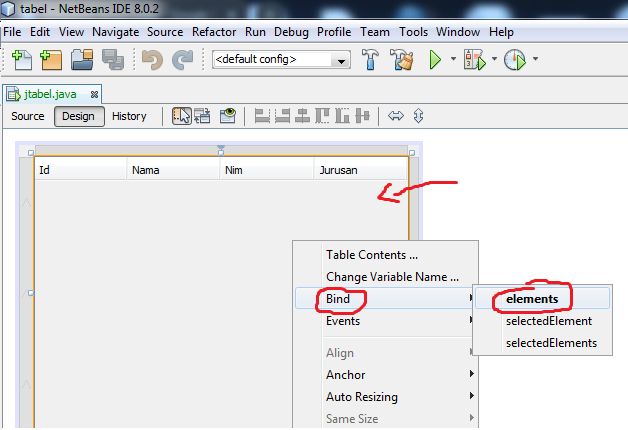 tabel - NetBeans IDE 8.0.2
File Edit View Navigate Source Refactor Run Debug Profile Team Tools Window Help
<default config>
jtabel.java
Source Design History
Id Nama Nim Jurusan
Table Contents ...
Change Variable Name ...
Bind
elements
Events
selectedElement
selectedElements
Align
Anchor
Auto Resizing
Same Size